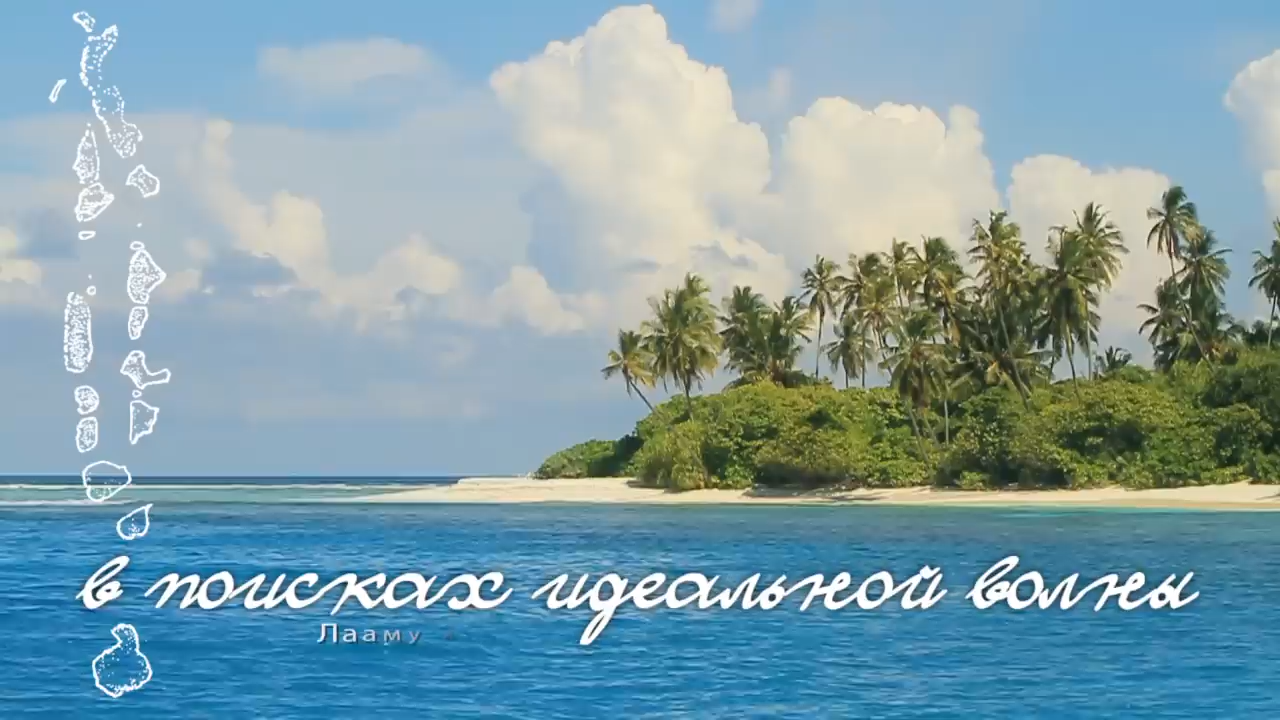 в поисках идеальной волны
Лааму